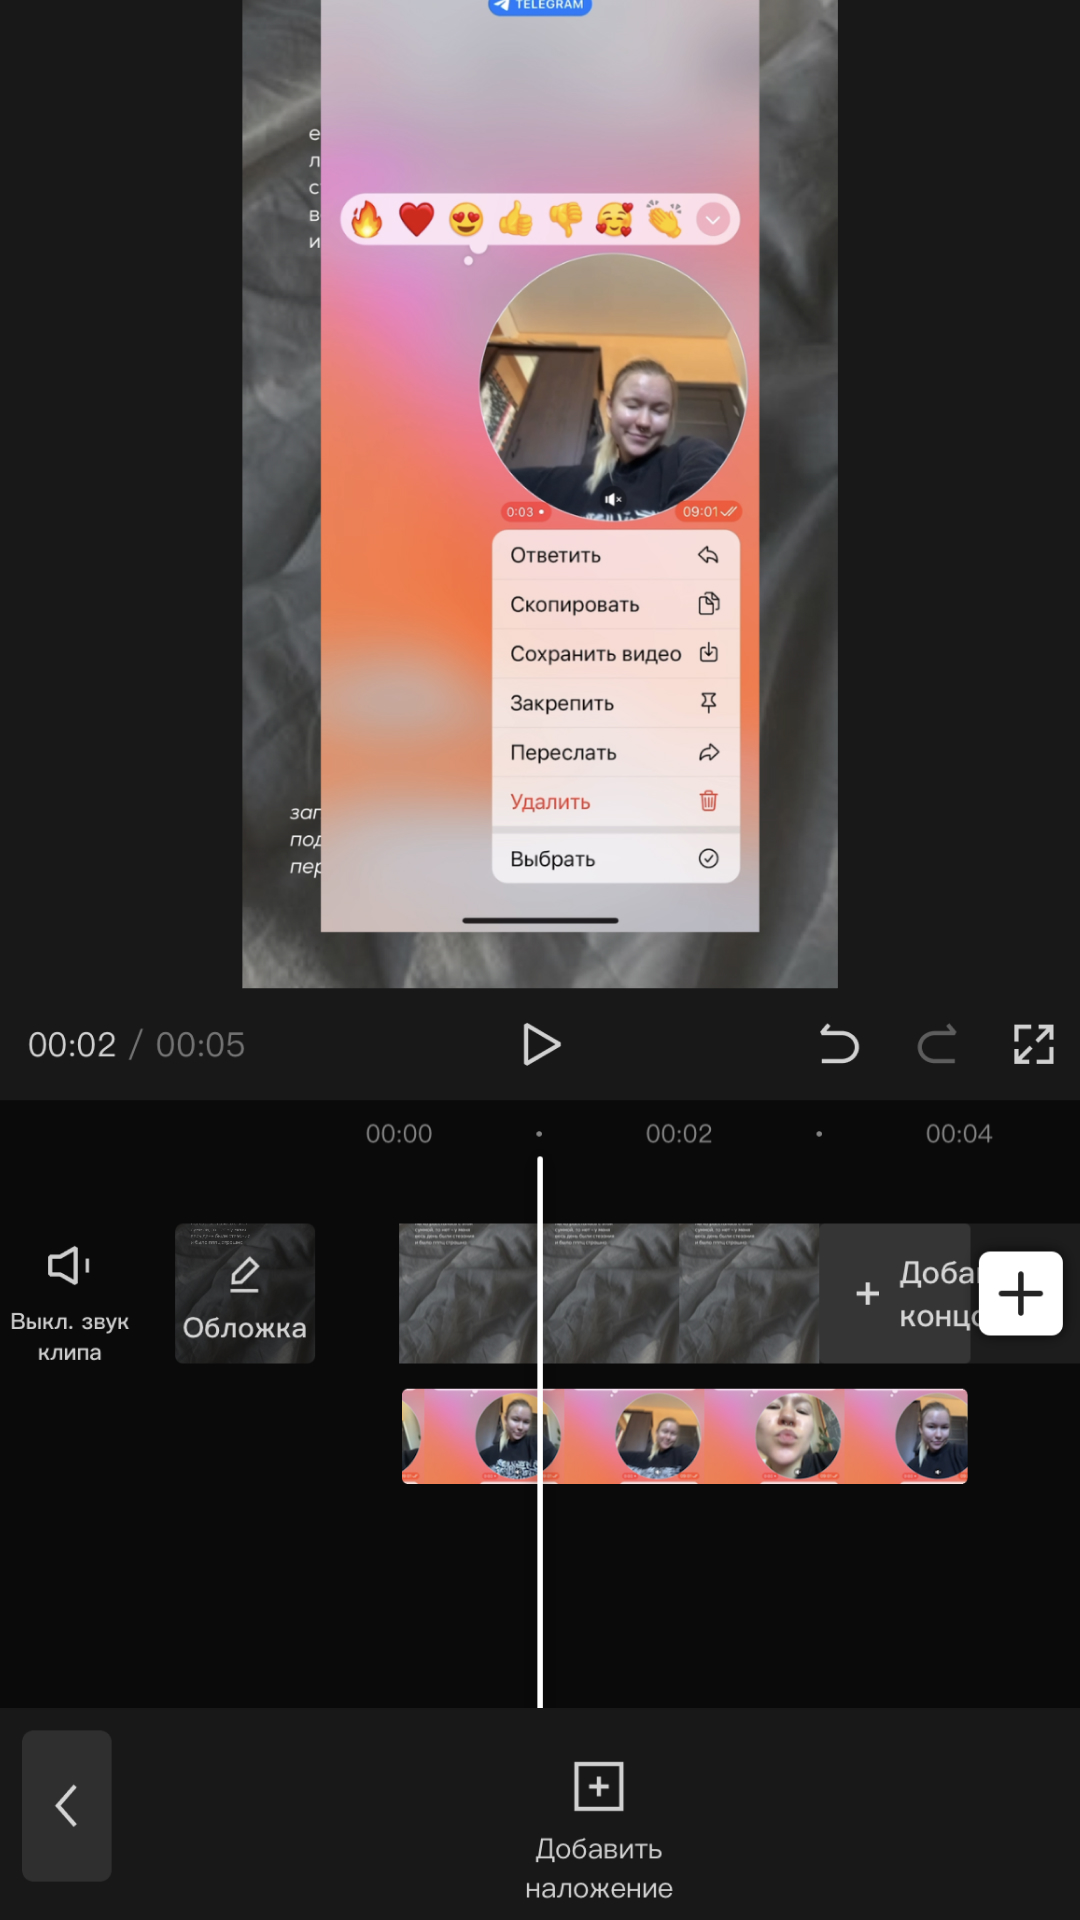 TELEGRAM
е
л
с
в
и
0:03
09:01
Ответить
Скопировать
Сохранить видео
Закрепить
Переслать
Удалить
Выбрать
заг
под
пер
00:02 / 00:05
00:00
00:02
00:04
Выкл. звук
клипа
Обложка
+ Доба
конц
Добавить
наложение